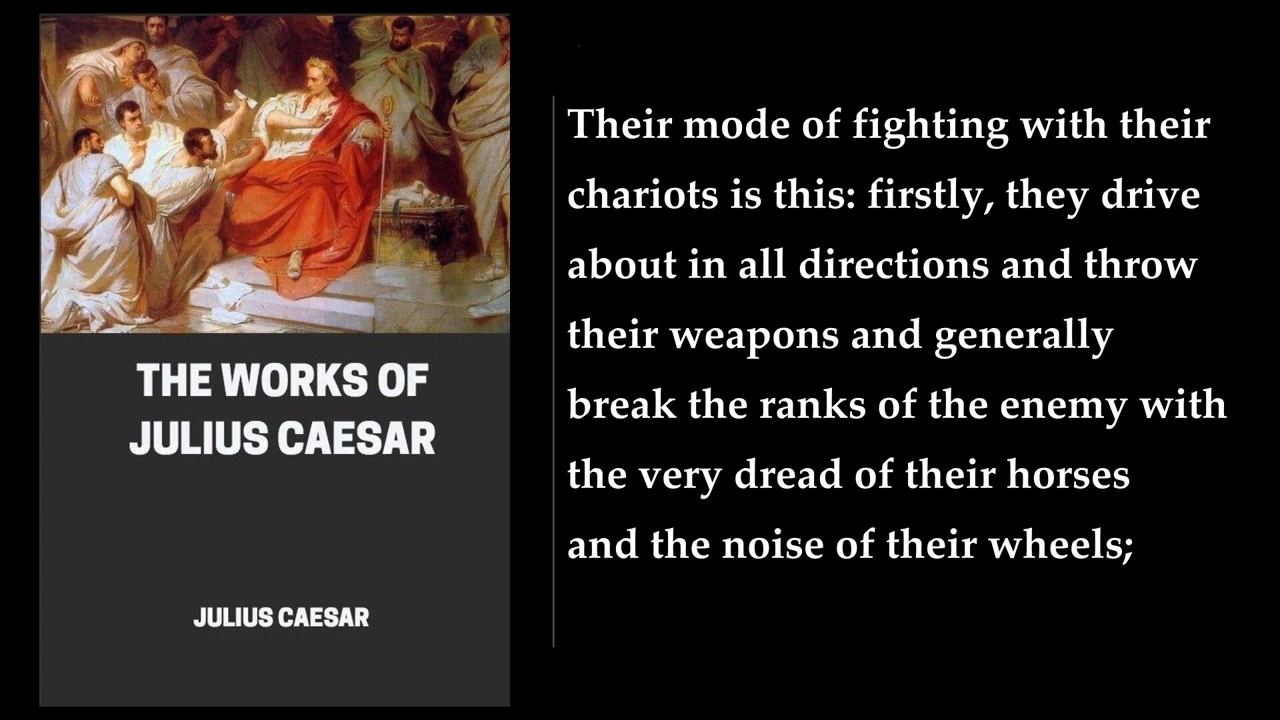 THE WORKS OF
JULIUS CAESAR
JULIUS CAESAR
Their mode of fighting with their
chariots is this: firstly, they drive
about in all directions and throw
their weapons and generally
break the ranks of the enemy with
the very dread of their horses
and the noise of their wheels;